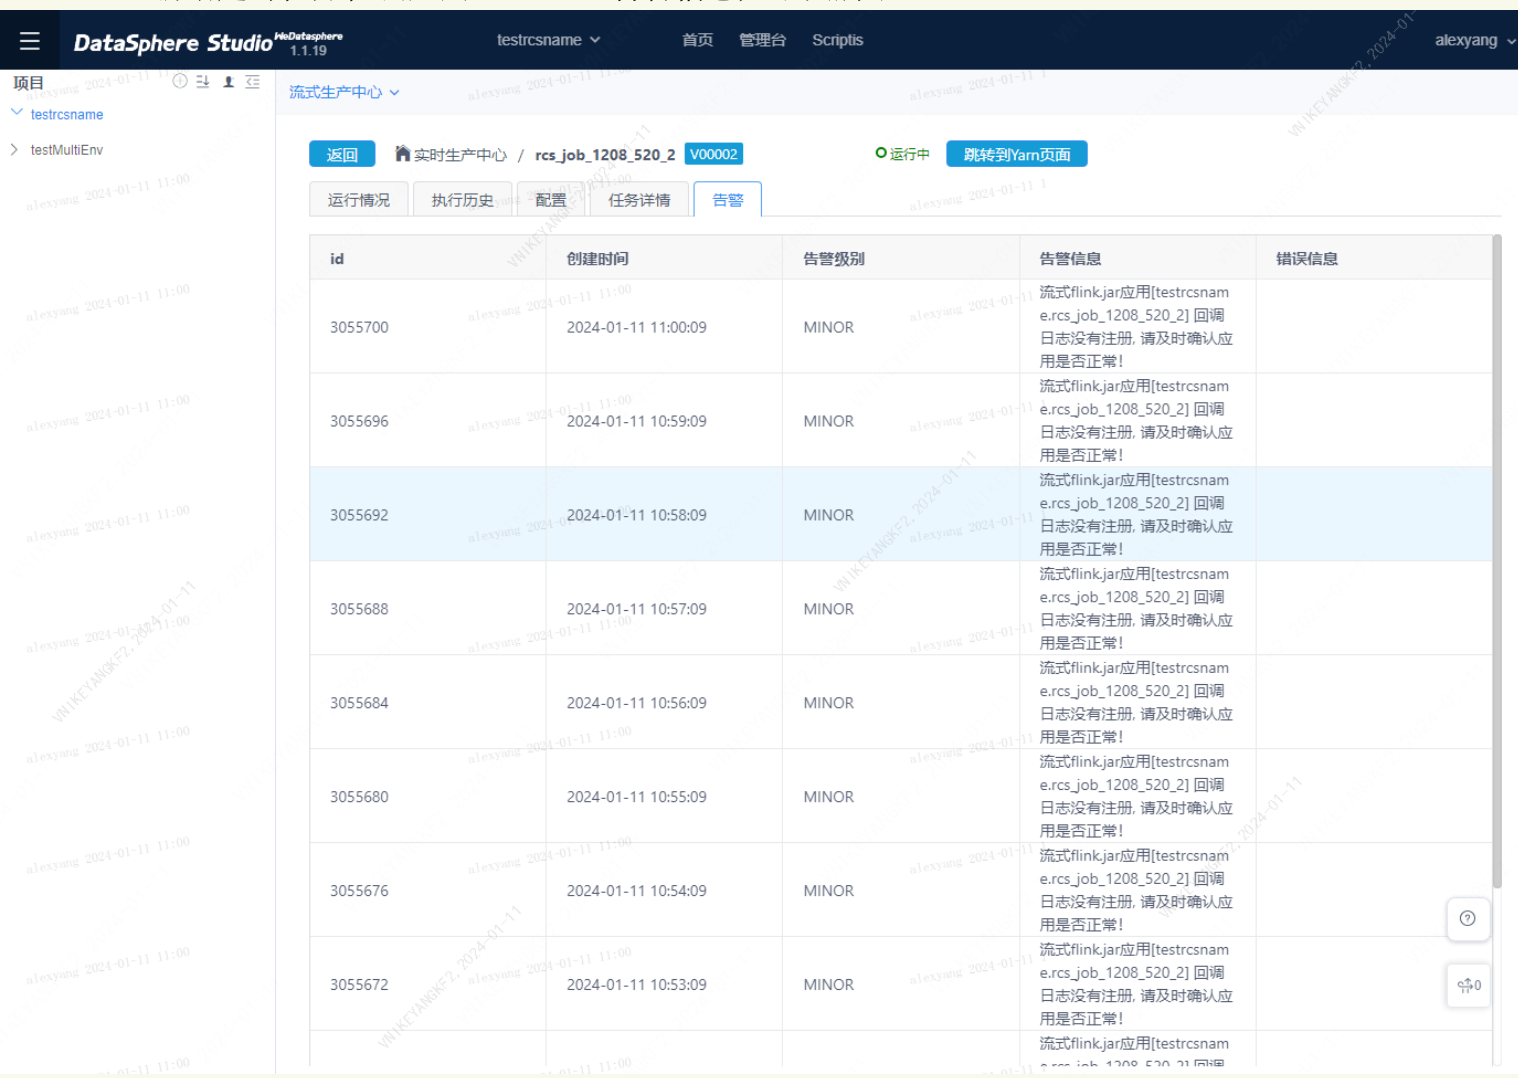 DataSphere Studio WeDatasphere 1.1.19 testrcsname 首页 管理台 Scriptis alexyang
项目
testrcsname
testMultiEnv
流式生产中心
返回 实时生产中心 / rcs_job_1208_520_2 V00002 运行中 跳转到Yarn页面
运行情况 执行历史 配置 任务详情 告警
id 创建时间 告警级别 告警信息 错误信息
3055700 2024-01-11 11:00:09 MINOR
流式flink.jar应用[testrcsnam
e.rcs_job_1208_520_2] 回调
日志没有注册, 请及时确认应
用是否正常!
3055696 2024-01-11 10:59:09 MINOR
流式flink.jar应用[testrcsnam
e.rcs_job_1208_520_2] 回调
日志没有注册, 请及时确认应
用是否正常!
3055692 2024-01-11 10:58:09 MINOR
流式flink.jar应用[testrcsnam
e.rcs_job_1208_520_2] 回调
日志没有注册, 请及时确认应
用是否正常!
3055688 2024-01-11 10:57:09 MINOR
流式flink.jar应用[testrcsnam
e.rcs_job_1208_520_2] 回调
日志没有注册, 请及时确认应
用是否正常!
3055684 2024-01-11 10:56:09 MINOR
流式flink.jar应用[testrcsnam
e.rcs_job_1208_520_2] 回调
日志没有注册, 请及时确认应
用是否正常!
3055680 2024-01-11 10:55:09 MINOR
流式flink.jar应用[testrcsnam
e.rcs_job_1208_520_2] 回调
日志没有注册, 请及时确认应
用是否正常!
3055676 2024-01-11 10:54:09 MINOR
流式flink.jar应用[testrcsnam
e.rcs_job_1208_520_2] 回调
日志没有注册, 请及时确认应
用是否正常!
3055672 2024-01-11 10:53:09 MINOR
流式flink.jar应用[testrcsnam
e.rcs_job_1208_520_2] 回调
日志没有注册, 请及时确认应
用是否正常!
流式flink.jar应用[testrcsnam
0